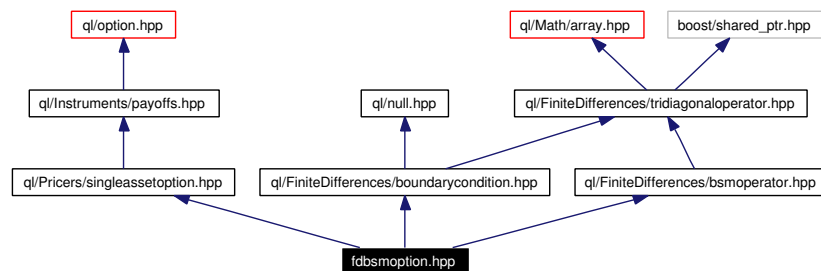 ql/option.hpp
ql/Math/array.hpp
boost/shared_ptr.hpp
ql/Instruments/payoffs.hpp
ql/null.hpp
ql/FiniteDifferences/tridiagonaloperator.hpp
ql/Pricers/singleassetoption.hpp
ql/FiniteDifferences/boundarycondition.hpp
ql/FiniteDifferences/bsmoperator.hpp
fdbsmoption.hpp